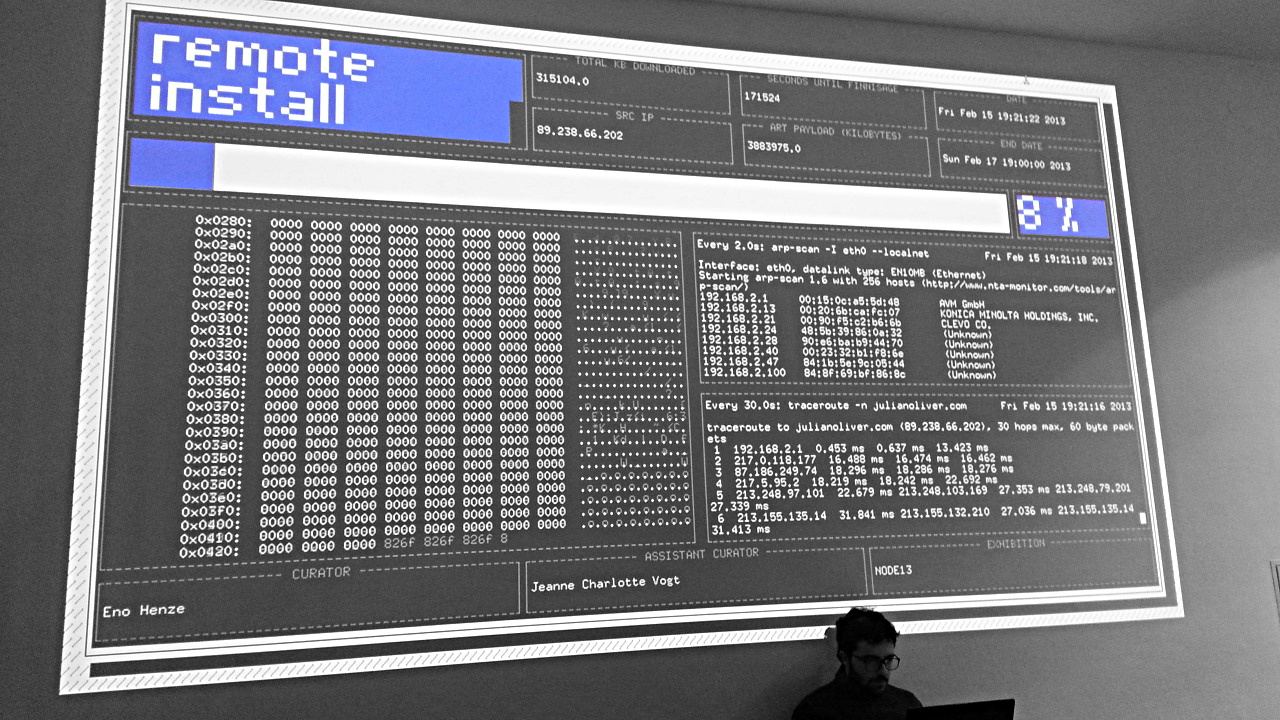 remote
install
TOTAL KB DOWNLOADED
315104.0
SECONDS UNTIL FINNISAGE
171524
DATE
Fri Feb 15 19:21:22 2013
SRC IP
89.238.66.202
ART PAYLOAD (KILOBYTES)
3883975.0
END DATE
Sun Feb 17 19:00:00 2013
8 %
0x0280: 0000 0000 0000 0000 0000 0000 0000 0000
0x0290: 0000 0000 0000 0000 0000 0000 0000 0000
0x02a0: 0000 0000 0000 0000 0000 0000 0000 0000
0x02b0: 0000 0000 0000 0000 0000 0000 0000 0000
0x02c0: 0000 0000 0000 0000 0000 0000 0000 0000
0x02d0: 0000 0000 0000 0000 0000 0000 0000 0000
0x02e0: 0000 0000 0000 0000 0000 0000 0000 0000
0x02f0: 0000 0000 0000 0000 0000 0000 0000 0000
0x0300: 0000 0000 0000 0000 0000 0000 0000 0000
0x0310: 0000 0000 0000 0000 0000 0000 0000 0000
0x0320: 0000 0000 0000 0000 0000 0000 0000 0000
0x0330: 0000 0000 0000 0000 0000 0000 0000 0000
0x0340: 0000 0000 0000 0000 0000 0000 0000 0000
0x0350: 0000 0000 0000 0000 0000 0000 0000 0000
0x0360: 0000 0000 0000 0000 0000 0000 0000 0000
0x0370: 0000 0000 0000 0000 0000 0000 0000 0000
0x0380: 0000 0000 0000 0000 0000 0000 0000 0000
0x0390: 0000 0000 0000 0000 0000 0000 0000 0000
0x03a0: 0000 0000 0000 0000 0000 0000 0000 0000
0x03b0: 0000 0000 0000 0000 0000 0000 0000 0000
0x03c0: 0000 0000 0000 0000 0000 0000 0000 0000
0x03d0: 0000 0000 0000 0000 0000 0000 0000 0000
0x03e0: 0000 0000 0000 0000 0000 0000 0000 0000
0x03f0: 0000 0000 0000 0000 0000 0000 0000 0000
0x0400: 0000 0000 0000 0000 0000 0000 0000 0000
0x0410: 0000 0000 0000 0000 0000 0000 0000 0000
0x0420: 0000 0000 0000 826f 826f 826f 8
Every 2.0s: arp-scan -I eth0 --localnet Fri Feb 15 19:21:18 2013
Interface: eth0, datalink type: EN10MB (Ethernet)
Starting arp-scan 1.6 with 256 hosts (http://www.nta-monitor.com/tools/ar
p-scan/)
192.168.2.1 00:15:0c:a5:5d:48 AVM GmbH
192.168.2.13 00:20:6b:ca:fc:07 KONICA MINOLTA HOLDINGS, INC.
192.168.2.21 00:90:f5:c2:b6:6b CLEVO CO.
192.168.2.24 48:5b:39:86:0a:32 (Unknown)
192.168.2.28 90:e6:ba:b9:44:70 (Unknown)
192.168.2.40 00:23:32:b1:f8:6e (Unknown)
192.168.2.47 84:1b:5e:9c:05:44 (Unknown)
192.168.2.100 84:8f:69:bf:86:8c (Unknown)
Every 30.0s: traceroute -n julianoliver.com Fri Feb 15 19:21:16 2013
traceroute to julianoliver.com (89.238.66.202), 30 hops max, 60 byte pack
ets
1 192.168.2.1 0.453 ms 0.637 ms 13.423 ms
2 217.0.118.177 16.488 ms 16.474 ms 16.462 ms
3 87.186.249.74 18.296 ms 18.286 ms 18.276 ms
4 217.5.95.2 18.219 ms 18.242 ms 22.692 ms
5 213.248.97.101 22.679 ms 213.248.103.169 27.353 ms 213.248.79.201
27.339 ms
6 213.155.135.14 31.841 ms 213.155.132.210 27.036 ms 213.155.135.14
31.413 ms
CURATOR
Eno Henze
ASSISTANT CURATOR
Jeanne Charlotte Vogt
EXHIBITION
NODE13